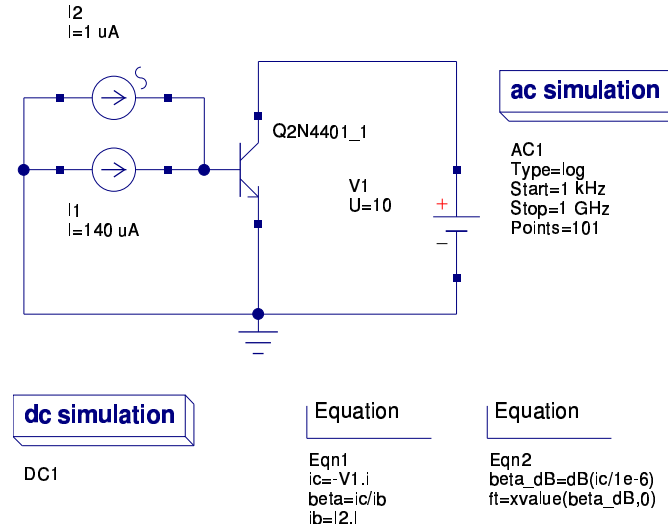 I2
I=1 uA
Q2N4401_1
I1
I=140 uA
V1
U=10
+
−
ac simulation
AC1
Type=log
Start=1 kHz
Stop=1 GHz
Points=101
dc simulation
DC1
Equation
Eqn1
ic=-V1.i
beta=ic/ib
ib=I2.I
Equation
Eqn2
beta_dB=dB(ic/1e-6)
ft=xvalue(beta_dB,0)